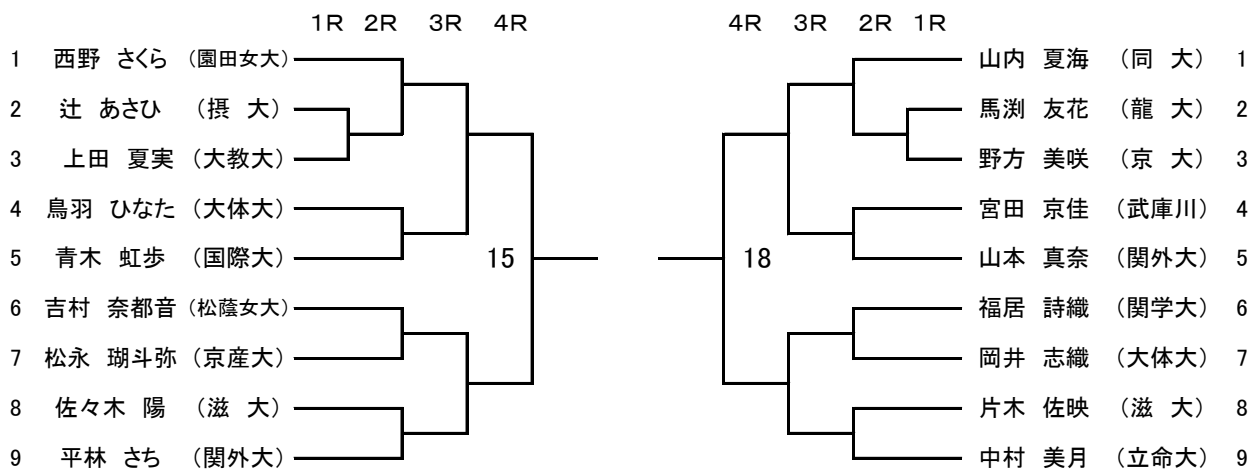 1R 2R 3R 4R 4R 3R 2R 1R
1 西野 さくら (園田女大) 山内 夏海 (同 大) 1
2 辻 あさひ (摂 大) 馬渕 友花 (龍 大) 2
3 上田 夏実 (大教大) 野方 美咲 (京 大) 3
4 鳥羽 ひなた (大体大) 宮田 京佳 (武庫川) 4
5 青木 虹歩 (国際大) 15 18 山本 真奈 (関外大) 5
6 吉村 奈都音 (松蔭女大) 福居 詩織 (関学大) 6
7 松永 瑚斗弥 (京産大) 岡井 志織 (大体大) 7
8 佐々木 陽 (滋 大) 片木 佐映 (滋 大) 8
9 平林 さち (関外大) 中村 美月 (立命大) 9